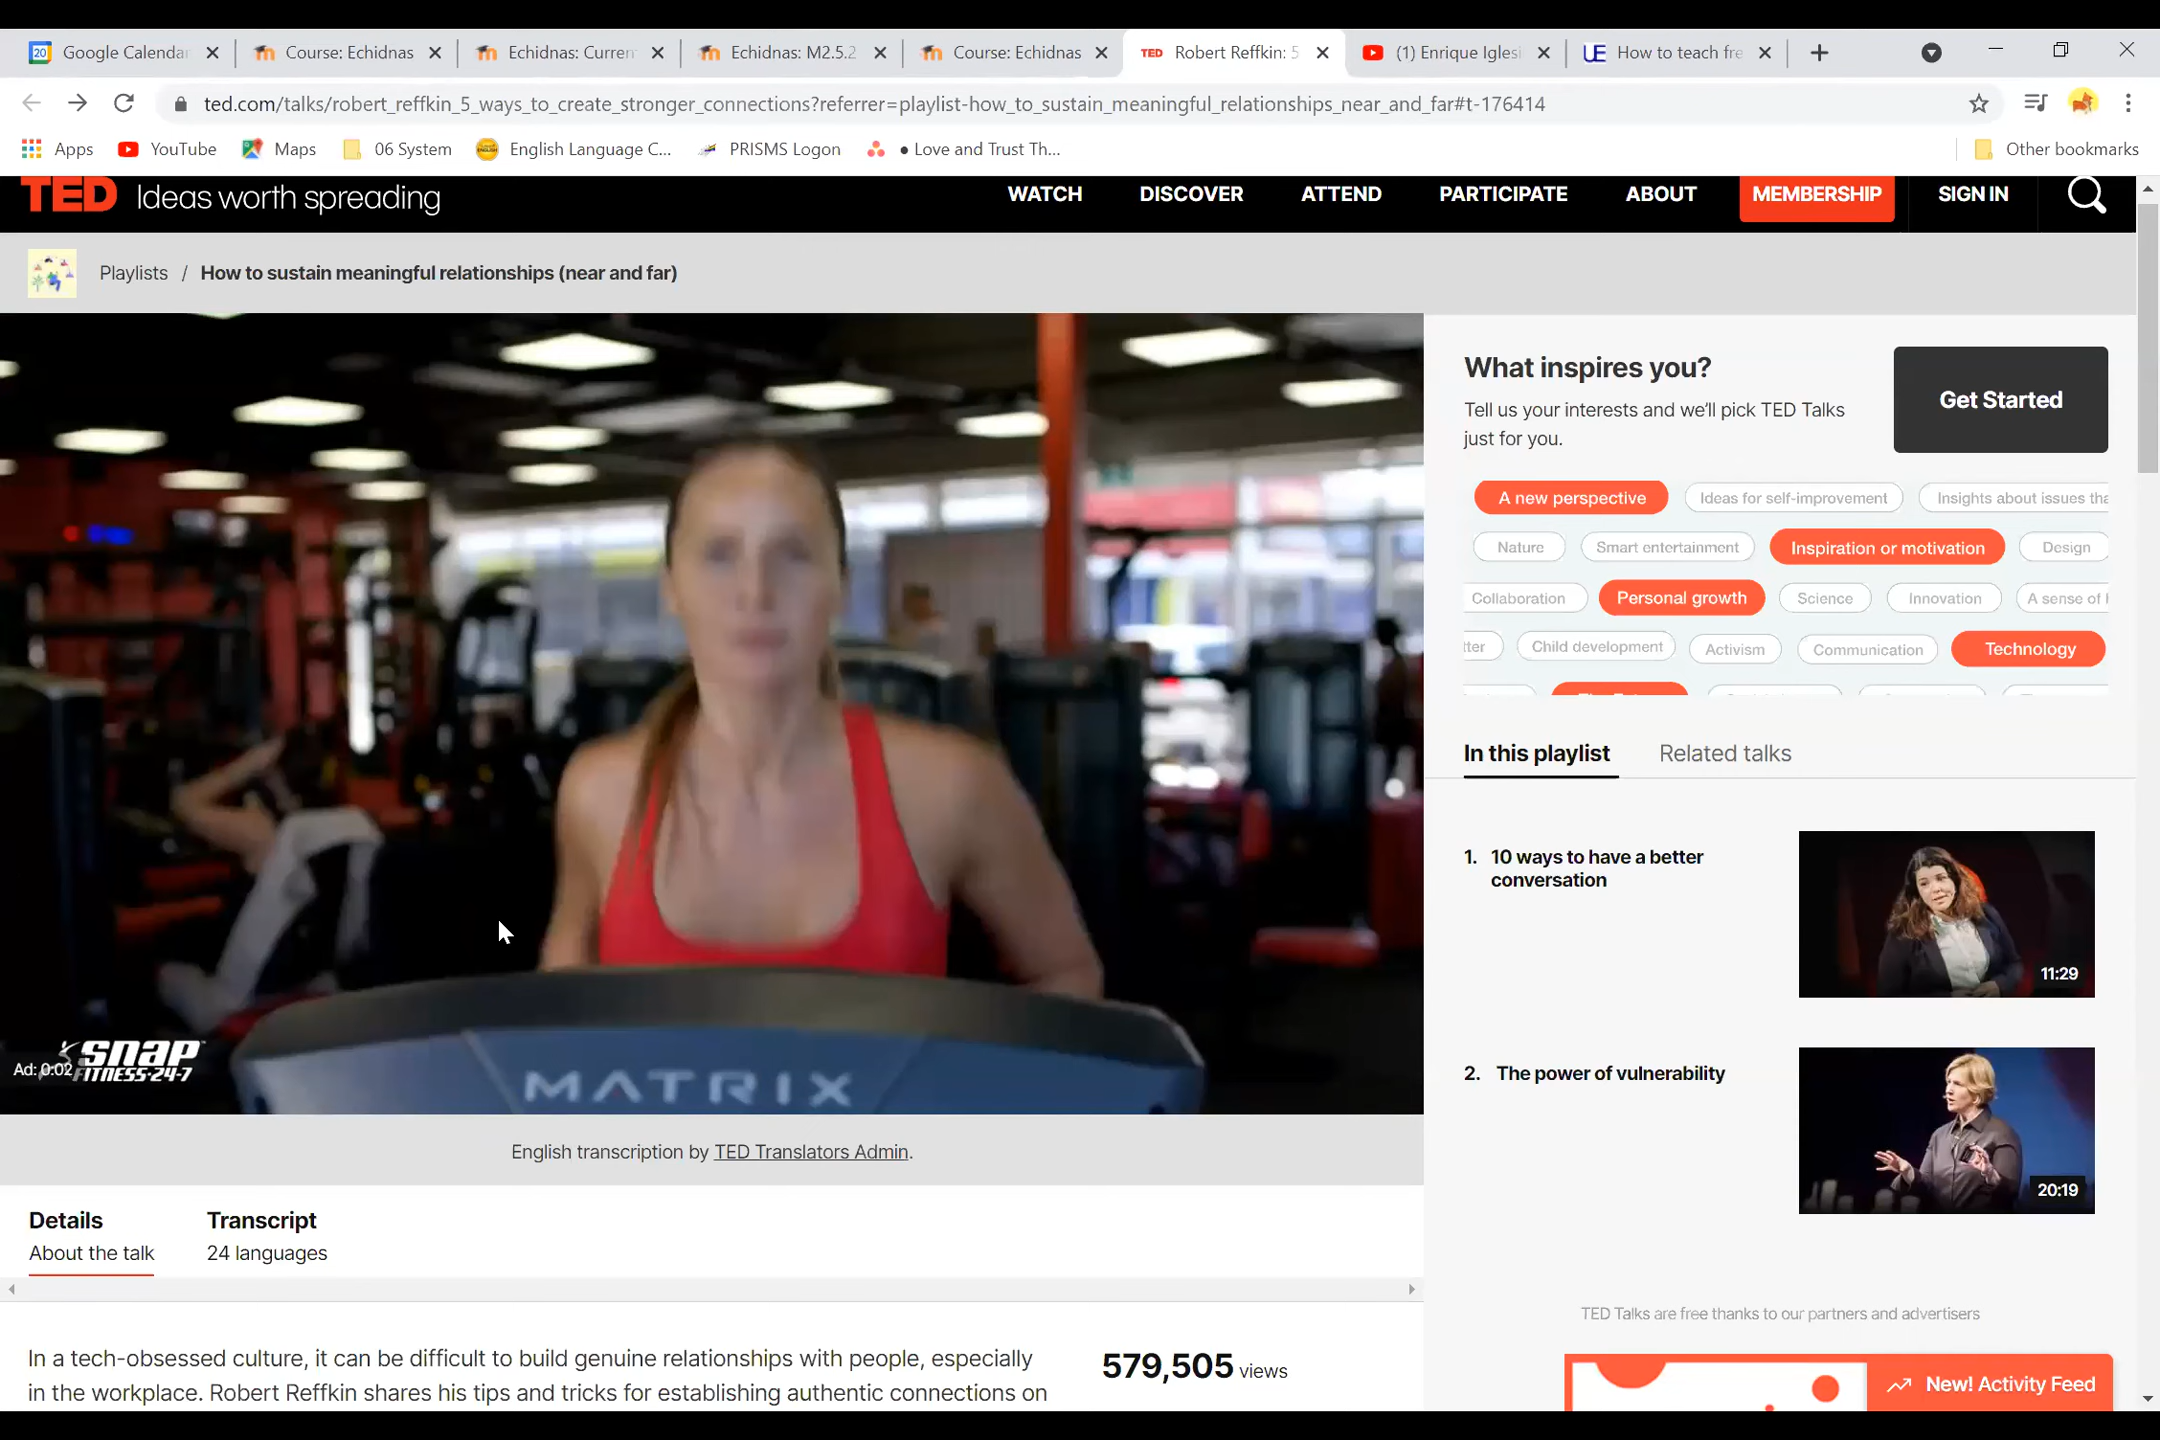 Google Calenda
Course: Echidnas
Echidnas: Curren
Echidnas: M2.5.2
Course: Echidnas
TED Robert Reffkin: 5
(1) Enrique Iglesi
UE How to teach fre
ted.com/talks/robert_reffkin_5_ways_to_create_stronger_connections?referrer=playlist-how_to_sustain_meaningful_relationships_near_and_far#t-176414
Apps YouTube Maps 06 System English Language C... PRISMS Logon • Love and Trust Th... Other bookmarks
TED Ideas worth spreading
WATCH DISCOVER ATTEND PARTICIPATE ABOUT MEMBERSHIP SIGN IN
Playlists / How to sustain meaningful relationships (near and far)
What inspires you?
Tell us your interests and we'll pick TED Talks
just for you.
Get Started
A new perspective Ideas for self-improvement Insights about issues tha
Nature Smart entertainment Inspiration or motivation Design
Collaboration Personal growth Science Innovation A sense of
tter Child development Activism Communication Technology
In this playlist Related talks
1. 10 ways to have a better
conversation
11:29
2. The power of vulnerability
20:19
Ad: 0:02
snap
FITNESS-24-7
MATRIX
English transcription by TED Translators Admin.
Details
About the talk
Transcript
24 languages
TED Talks are free thanks to our partners and advertisers
In a tech-obsessed culture, it can be difficult to build genuine relationships with people, especially
in the workplace. Robert Reffkin shares his tips and tricks for establishing authentic connections on
579,505 views
New! Activity Feed